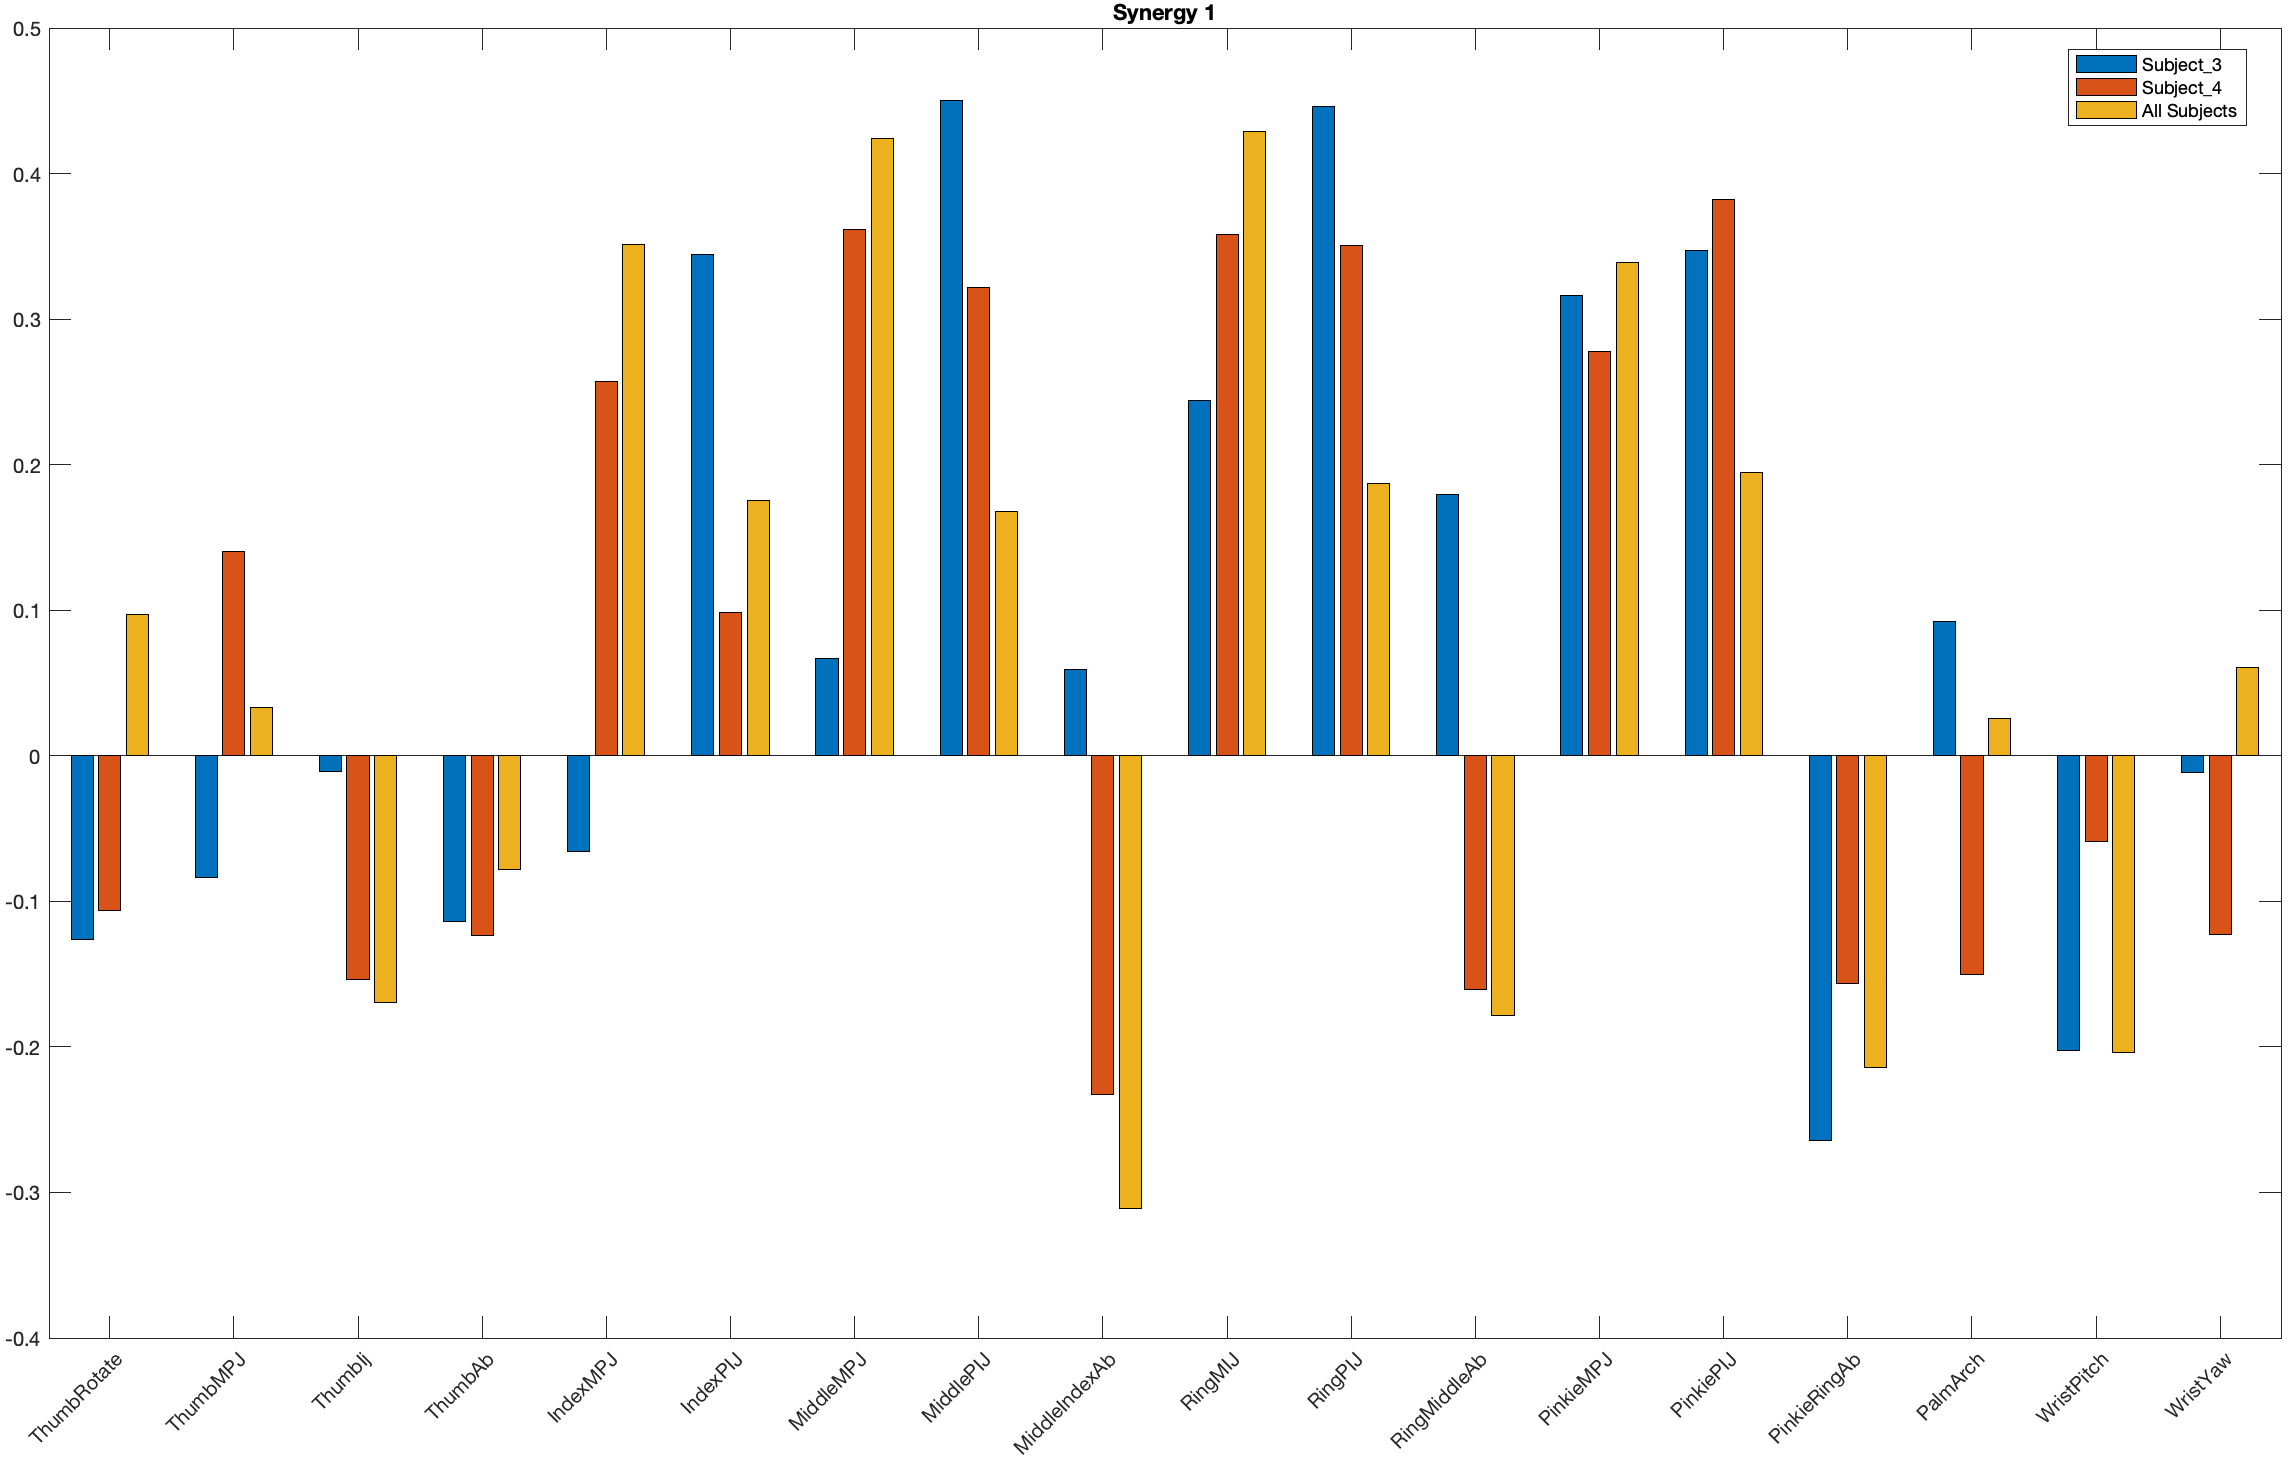 Synergy 1
Subject_3
Subject_4
All Subjects
0.5
0.4
0.3
0.2
0.1
0
-0.1
-0.2
-0.3
-0.4
ThumbRotate
ThumbMPJ
ThumbIj
ThumbAb
IndexMPJ
IndexPIJ
MiddleMPJ
MiddlePIJ
MiddleIndexAb
RingMIJ
RingPIJ
RingMiddleAb
PinkieMPJ
PinkiePIJ
PinkieRingAb
PalmArch
WristPitch
WristYaw